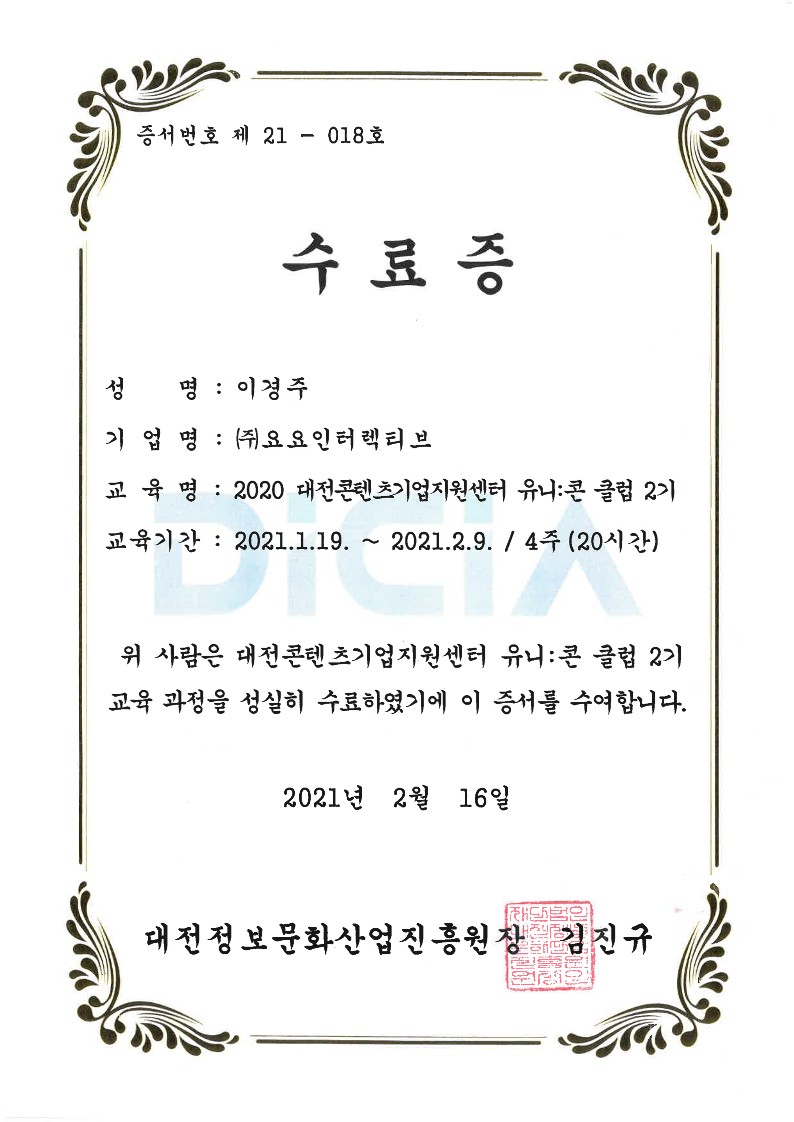 증서번호 제 21 - 018호
수 료 증
성 명 : 이경주
기 업 명 : ㈜요요인터렉티브
교 육 명 : 2020 대전콘텐츠기업지원센터 유니:콘 클럽 2기
교육기간 : 2021.1.19. ~ 2021.2.9. / 4주 (20시간)
DiCIA
위 사람은 대전콘텐츠기업지원센터 유니:콘 클럽 2기
교육 과정을 성실히 수료하였기에 이 증서를 수여합니다.
2021년 2월 16일
대전정보문화산업진흥원장 김진규